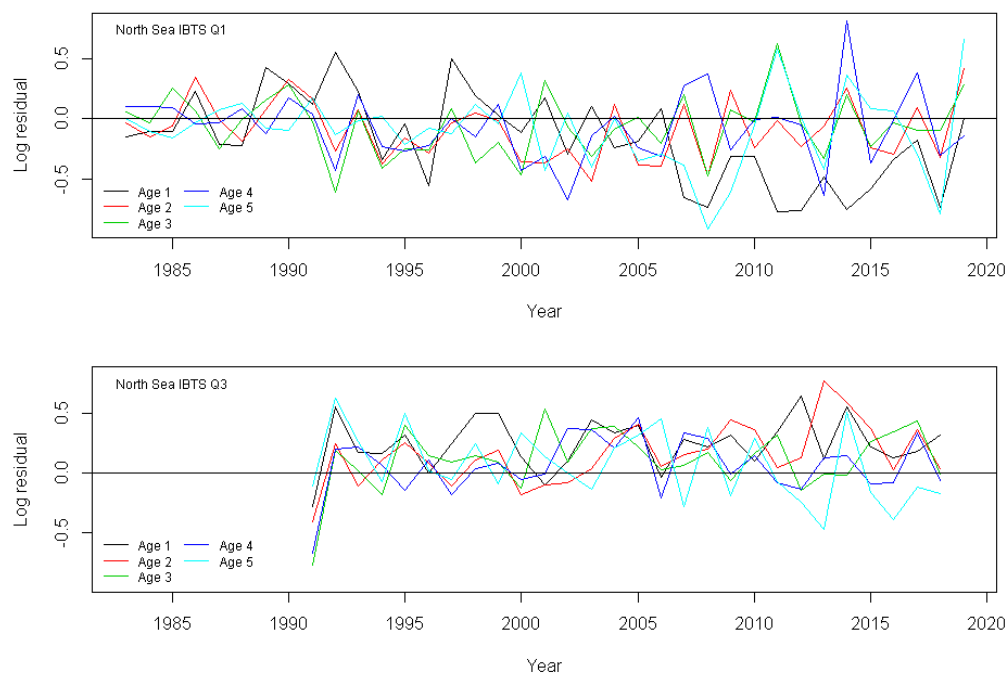 North Sea IBTS Q1
Log residual
0.5
0.0
-0.5
Age 1 Age 4
Age 2 Age 5
Age 3
1985 1990 1995 2000 2005 2010 2015 2020
Year
North Sea IBTS Q3
Log residual
0.5
0.0
-0.5
Age 1 Age 4
Age 2 Age 5
Age 3
1985 1990 1995 2000 2005 2010 2015 2020
Year